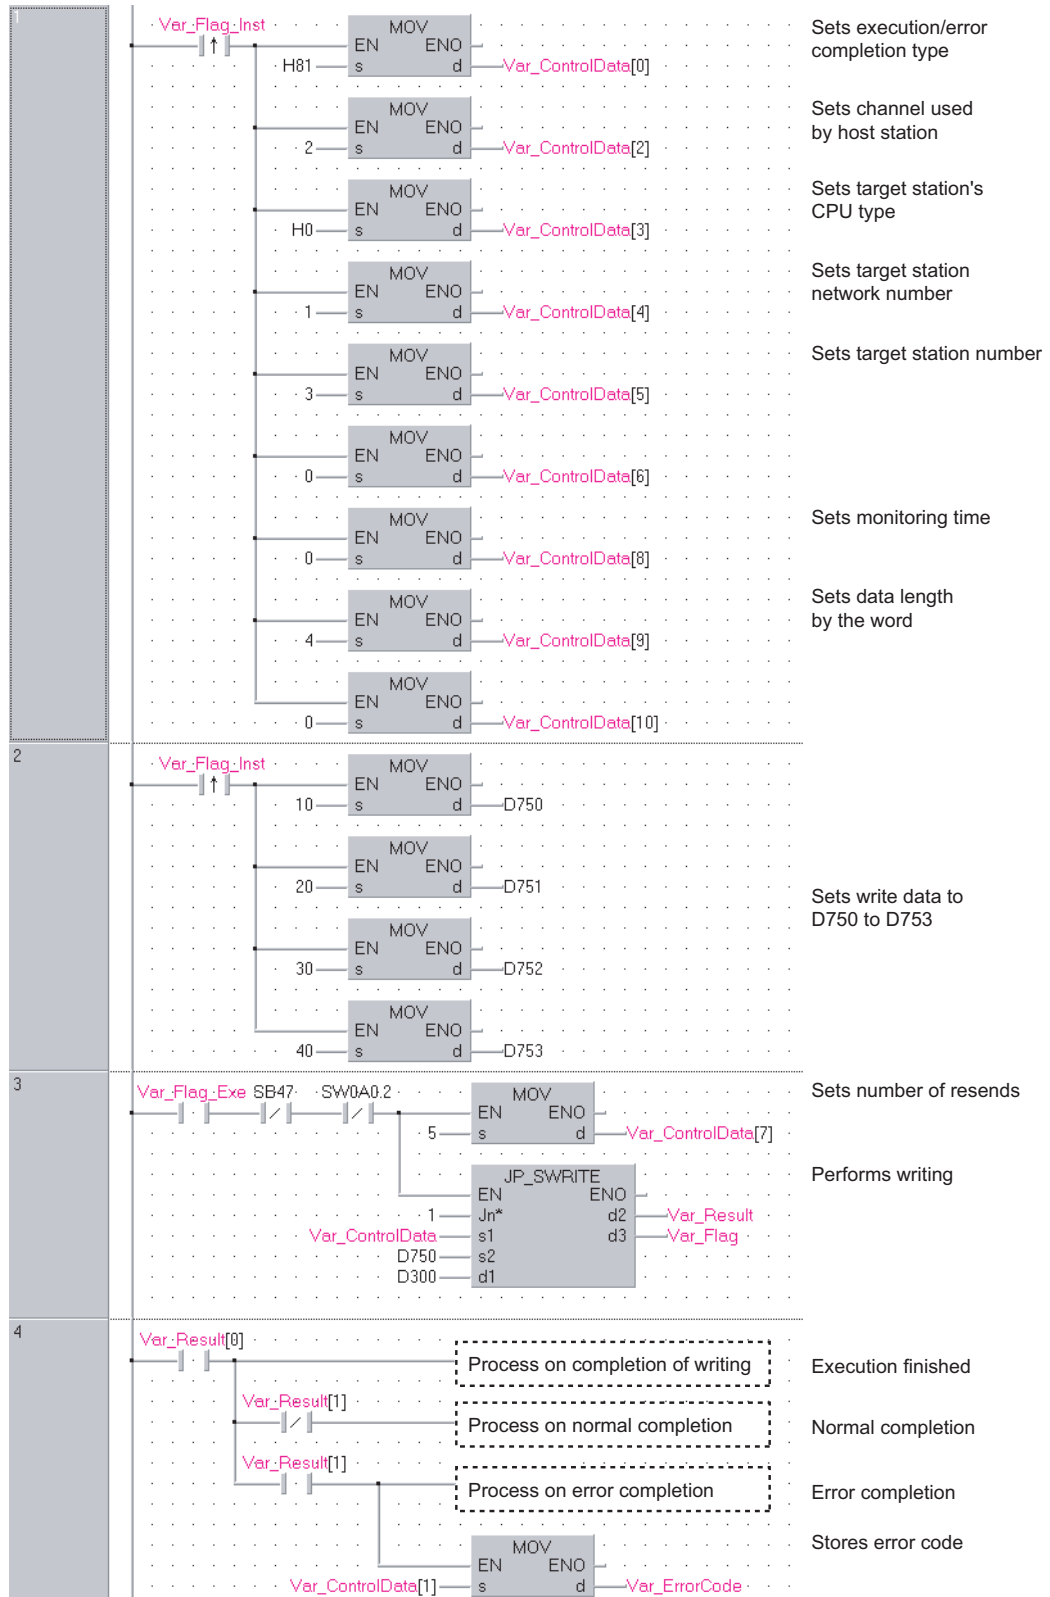 1
Var_Flag_Inst
MOV
EN ENO
H81 s d Var_ControlData[0]
Sets execution/error
completion type
MOV
EN ENO
2 s d Var_ControlData[2]
Sets channel used
by host station
MOV
EN ENO
H0 s d Var_ControlData[3]
Sets target station's
CPU type
MOV
EN ENO
1 s d Var_ControlData[4]
Sets target station
network number
MOV
EN ENO
3 s d Var_ControlData[5]
Sets target station number
MOV
EN ENO
0 s d Var_ControlData[6]
MOV
EN ENO
0 s d Var_ControlData[8]
Sets monitoring time
MOV
EN ENO
4 s d Var_ControlData[9]
Sets data length
by the word
MOV
EN ENO
0 s d Var_ControlData[10]
2
Var_Flag_Inst
MOV
EN ENO
10 s d D750
MOV
EN ENO
20 s d D751
Sets write data to
D750 to D753
MOV
EN ENO
30 s d D752
MOV
EN ENO
40 s d D753
3
Var_Flag_Exe SB47 SW0A0.2
MOV
EN ENO
5 s d Var_ControlData[7]
Sets number of resends
JP_SWRITE
EN ENO
1 Jn* d2 Var_Result
Var_ControlData s1 d3 Var_Flag
D750 s2
D300 d1
Performs writing
4
Var_Result[0]
Process on completion of writing
Execution finished
Var_Result[1]
Process on normal completion
Normal completion
Var_Result[1]
Process on error completion
Error completion
MOV
EN ENO
Var_ControlData[1] s d Var_ErrorCode
Stores error code